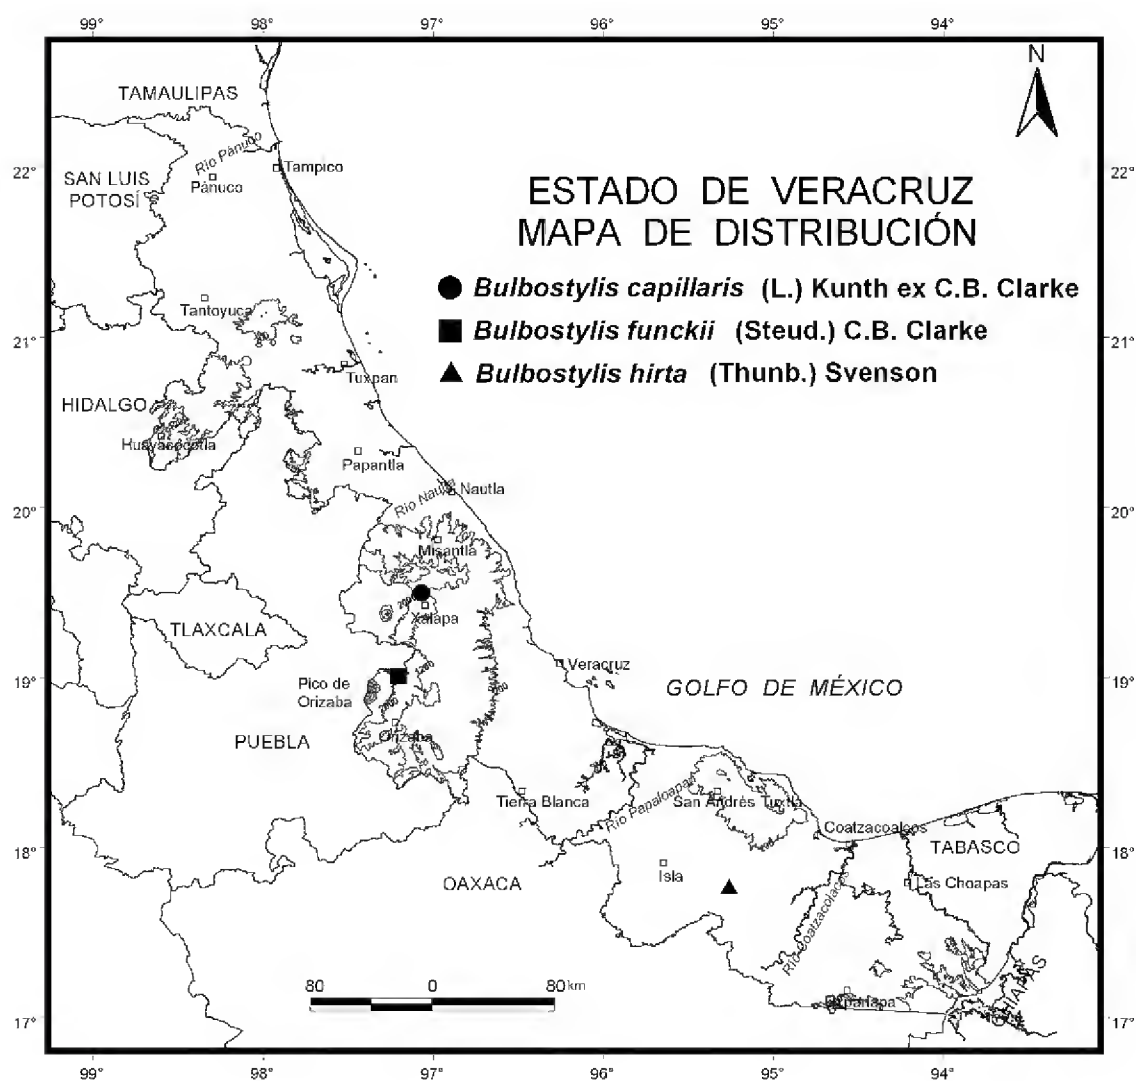 99° 98° 97° 96° 95° 94°
N
TAMAULIPAS
Río Pánuco
22° Tampico 22°
SAN LUIS
POTOSÍ
Pánuco
ESTADO DE VERACRUZ
MAPA DE DISTRIBUCIÓN
Bulbostylis capillaris (L.) Kunth ex C.B. Clarke
Tantoyuca
Bulbostylis funckii (Steud.) C.B. Clarke
21° 21°
Tuxpan
Bulbostylis hirta (Thunb.) Svenson
HIDALGO
Huayacocotla
Papantla
Río Nautla
Nautla
20° 20°
Misantla
Xalapa
TLAXCALA
Veracruz
19° 19°
Pico de
Orizaba
GOLFO DE MÉXICO
PUEBLA
Orizaba
Tierra Blanca
Río Papaloapan
San Andrés Tuxtla
Coatzacoalcos
18° 18°
TABASCO
OAXACA
Isla
Las Choapas
Río Coatzacoalcos
CHIAPAS
80 0 80 km
Uxpanapa
17° 17°
99° 98° 97° 96° 95° 94°